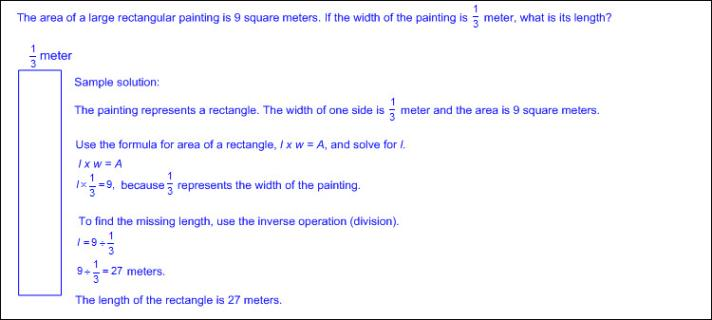 The area of a large rectangular painting is 9 square meters. If the width of the painting is 1/3 meter, what is its length?
1/3 meter
Sample solution:
The painting represents a rectangle. The width of one side is 1/3 meter and the area is 9 square meters.
Use the formula for area of a rectangle, l x w = A, and solve for l.
l x w = A
l × 1/3 = 9, because 1/3 represents the width of the painting.
To find the missing length, use the inverse operation (division).
l = 9 ÷ 1/3
9 ÷ 1/3 = 27 meters.
The length of the rectangle is 27 meters.